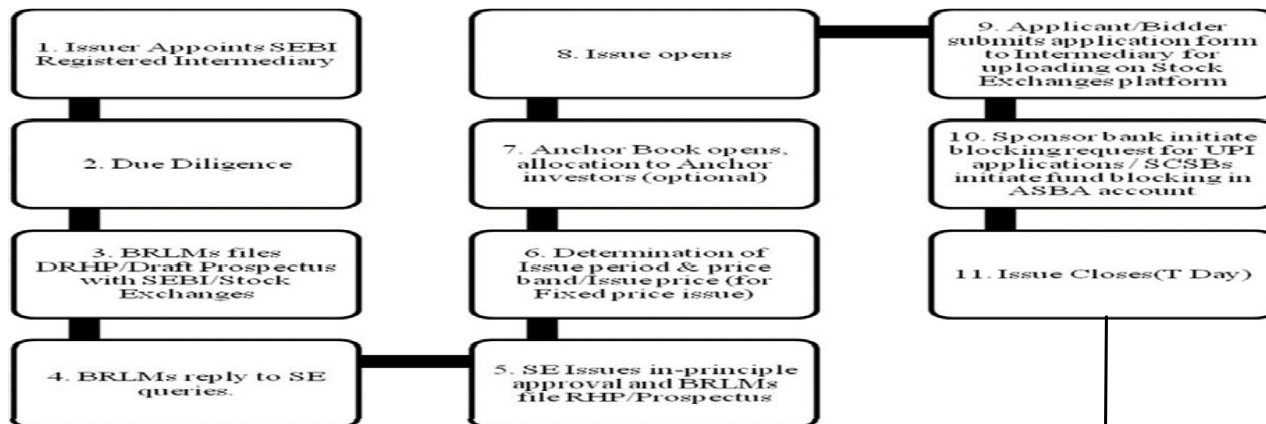 1. Issuer Appoints SEBI
Registered Intermediary
2. Due Diligence
3. BRLMs files
DRHP/Draft Prospectus
with SEBI/Stock
Exchanges
4. BRLMs reply to SE
queries.
5. SE Issues in-principle
approval and BRLMs
file RHP/Prospectus
6. Determination of
Issue period & price
band/Issue price (for
Fixed price issue)
7. Anchor Book opens,
allocation to Anchor
investors (optional)
8. Issue opens
9. Applicant/Bidder
submits application form
to Intermediary for
uploading on Stock
Exchanges platform
10. Sponsor bank initiate
blocking request for UPI
applications / SCSBs
initiate fund blocking in
ASBA account
11. Issue Closes(T Day)